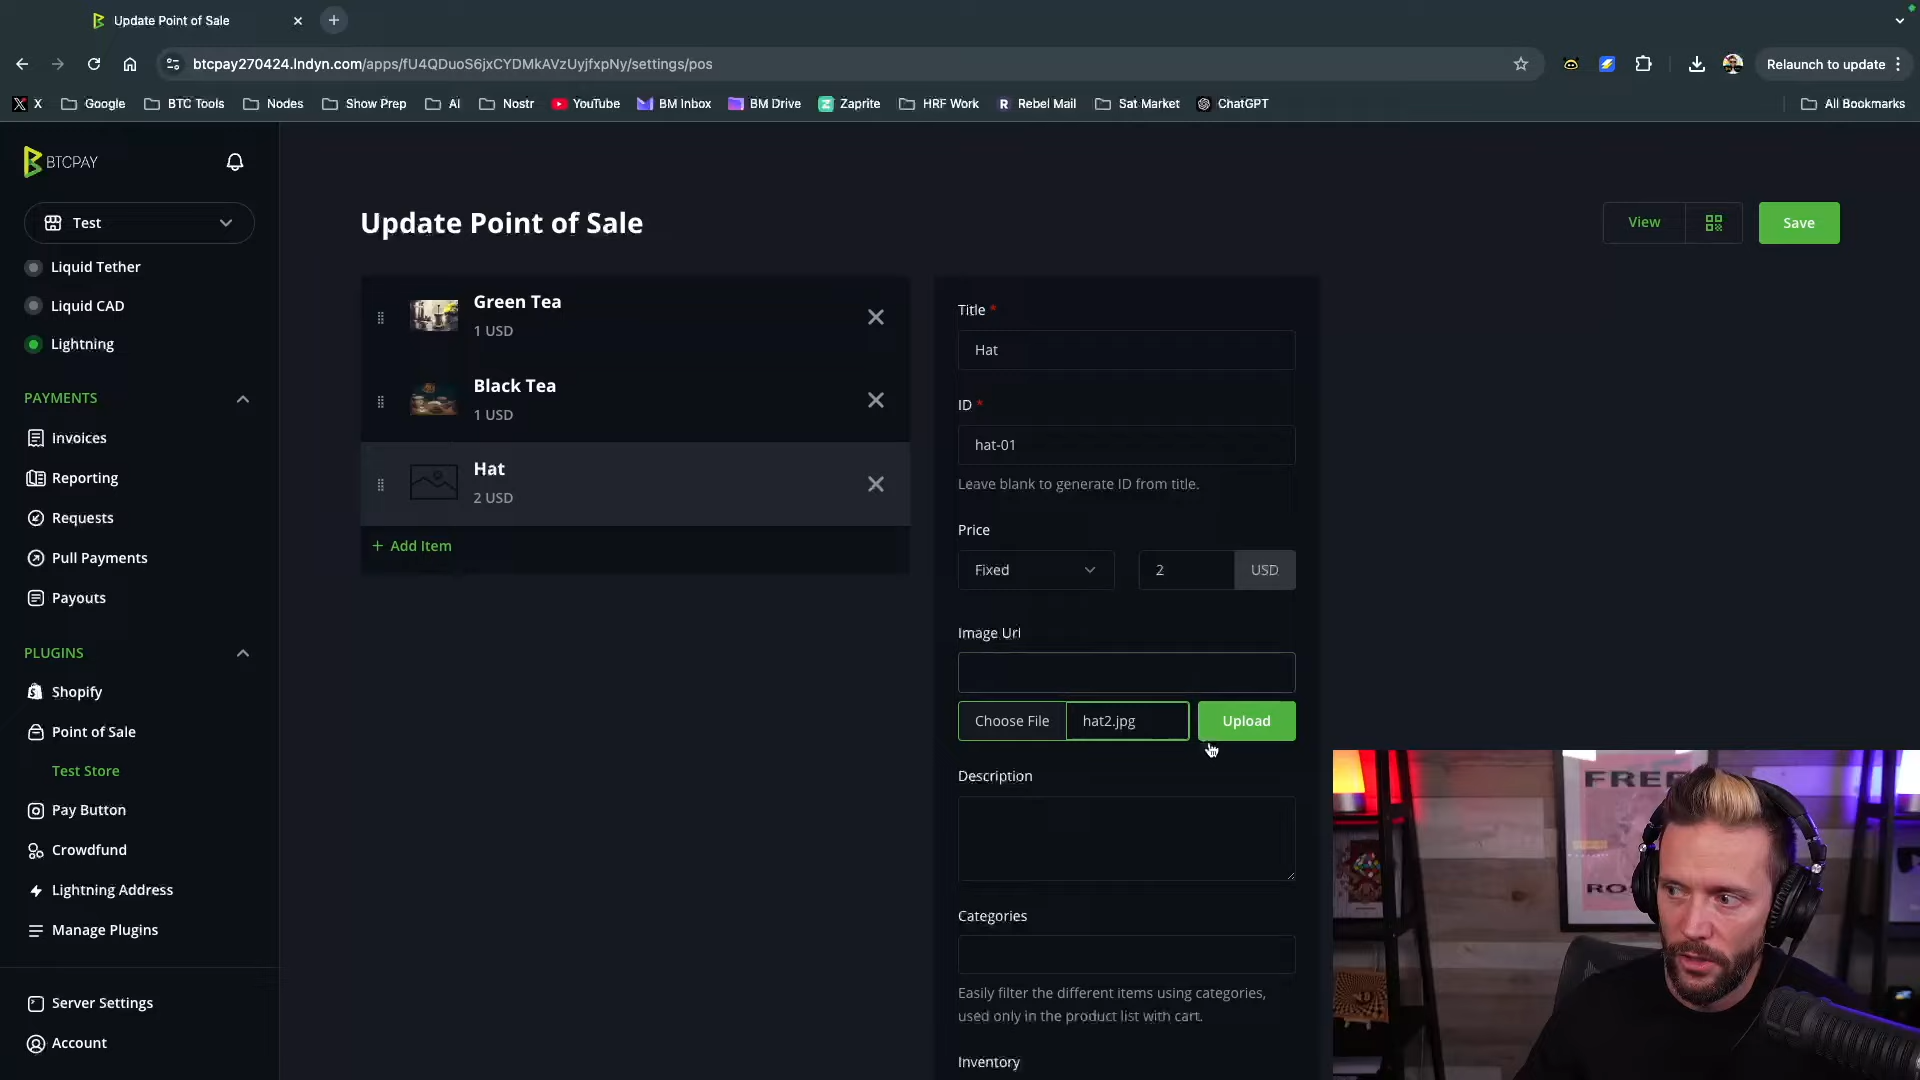 Update Point of Sale
btcpay270424.lndyn.com/apps/fU4QDuoS6jxCYDMkAVzUyjfxpNy/settings/pos
Relaunch to update
X
Google
BTC Tools
Nodes
Show Prep
AI
Nostr
YouTube
BM Inbox
BM Drive
Zaprite
HRF Work
Rebel Mail
Sat Market
ChatGPT
All Bookmarks
BTCPAY
Test
Liquid Tether
Liquid CAD
Lightning
PAYMENTS
Invoices
Reporting
Requests
Pull Payments
Payouts
PLUGINS
Shopify
Point of Sale
Test Store
Pay Button
Crowdfund
Lightning Address
Manage Plugins
Server Settings
Account
Update Point of Sale
View
Save
Green Tea
1 USD
Black Tea
1 USD
Hat
2 USD
+ Add Item
Title *
Hat
ID *
hat-01
Leave blank to generate ID from title.
Price
Fixed
2
USD
Image Url
Choose File
hat2.jpg
Upload
Description
Categories
Easily filter the different items using categories,
used only in the product list with cart.
Inventory
FREE